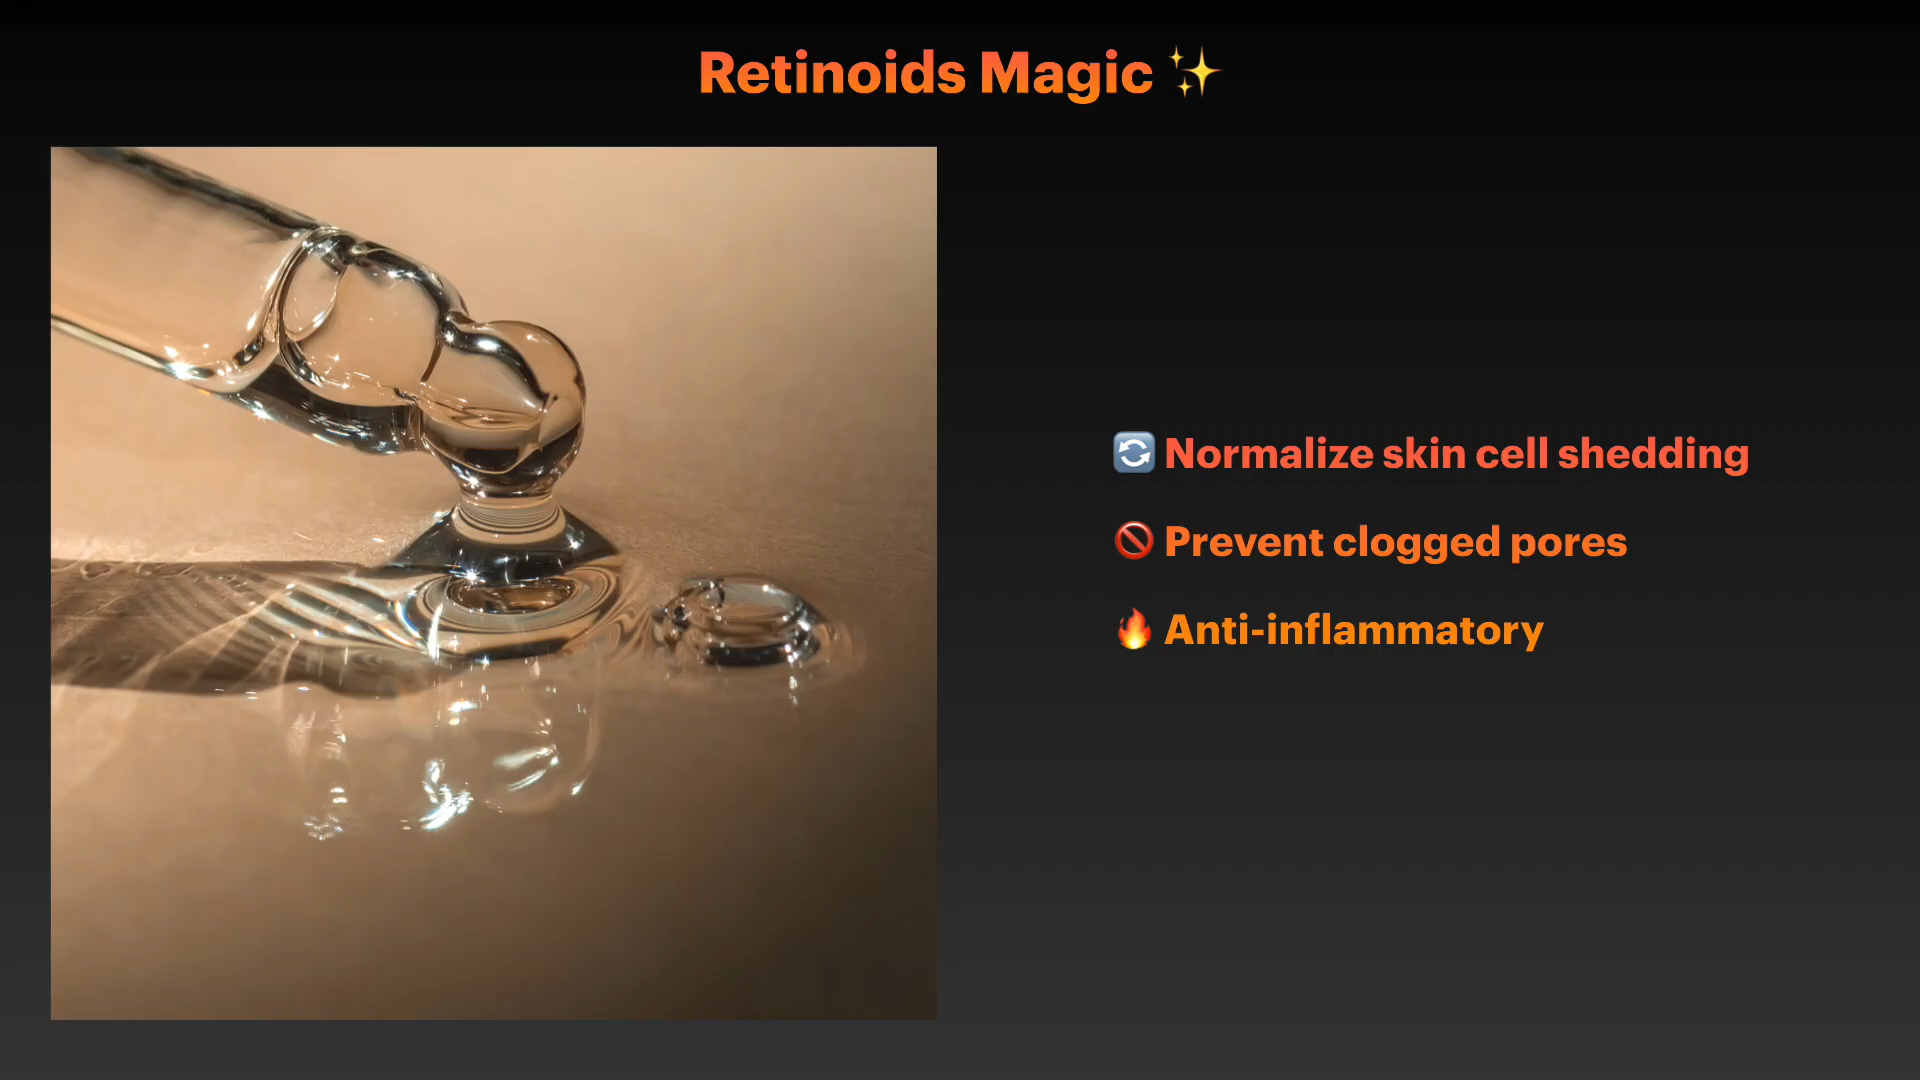 Retinoids Magic ✨
🔄 Normalize skin cell shedding
🚫 Prevent clogged pores
🔥 Anti-inflammatory